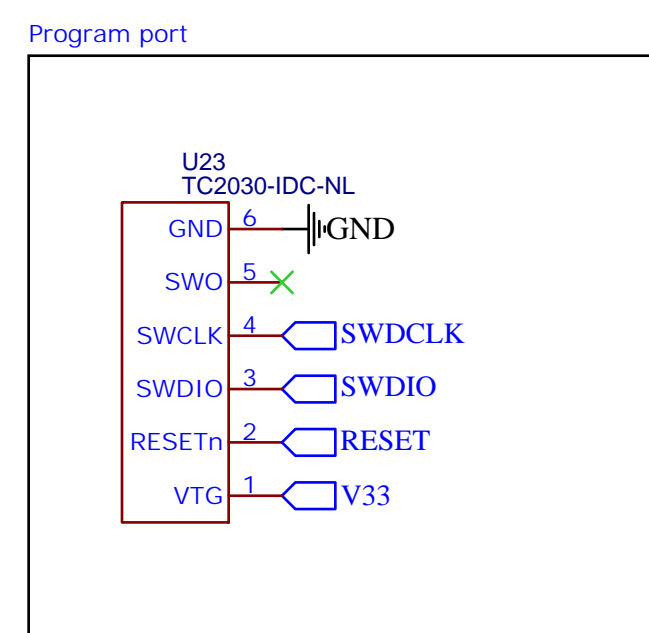 Program port
U23
TC2030-IDC-NL
GND 6 GND
SWO 5
SWCLK 4 SWDCLK
SWDIO 3 SWDIO
RESETn 2 RESET
VTG 1 V33